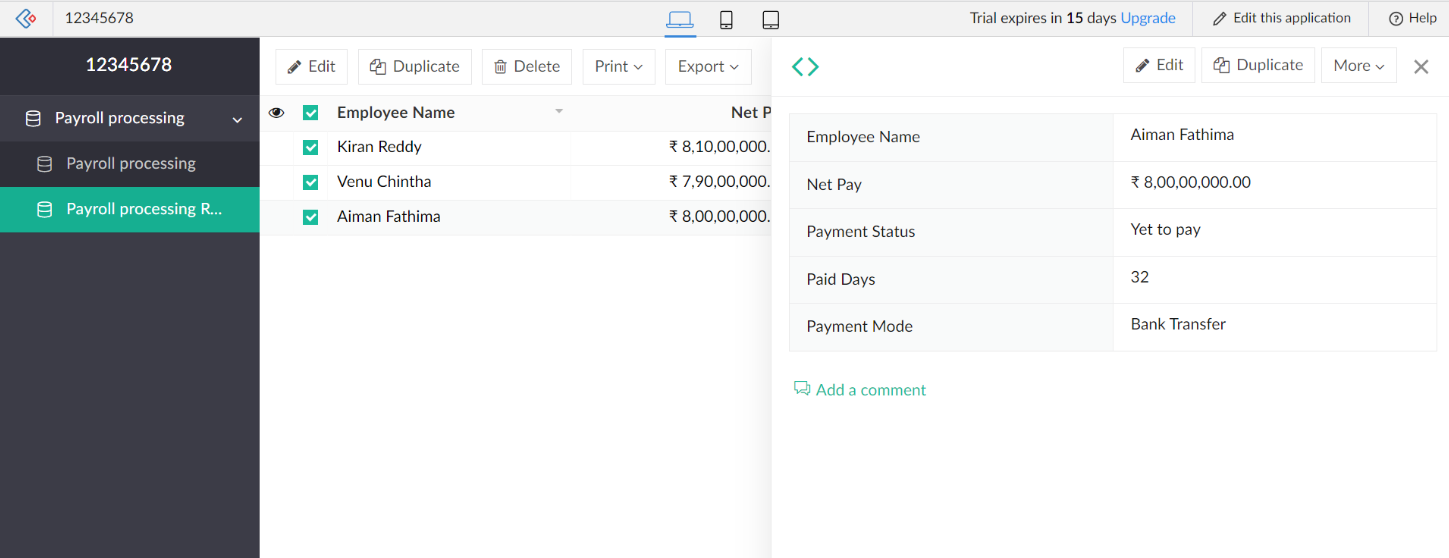 12345678
Trial expires in 15 days Upgrade
Edit this application
Help
12345678
Payroll processing
Payroll processing
Payroll processing R...
Edit Duplicate Delete Print Export
Employee Name Net P
Kiran Reddy ₹ 8,10,00,000.
Venu Chintha ₹ 7,90,00,000.
Aiman Fathima ₹ 8,00,00,000.
Edit Duplicate More
Employee Name Aiman Fathima
Net Pay ₹ 8,00,00,000.00
Payment Status Yet to pay
Paid Days 32
Payment Mode Bank Transfer
Add a comment